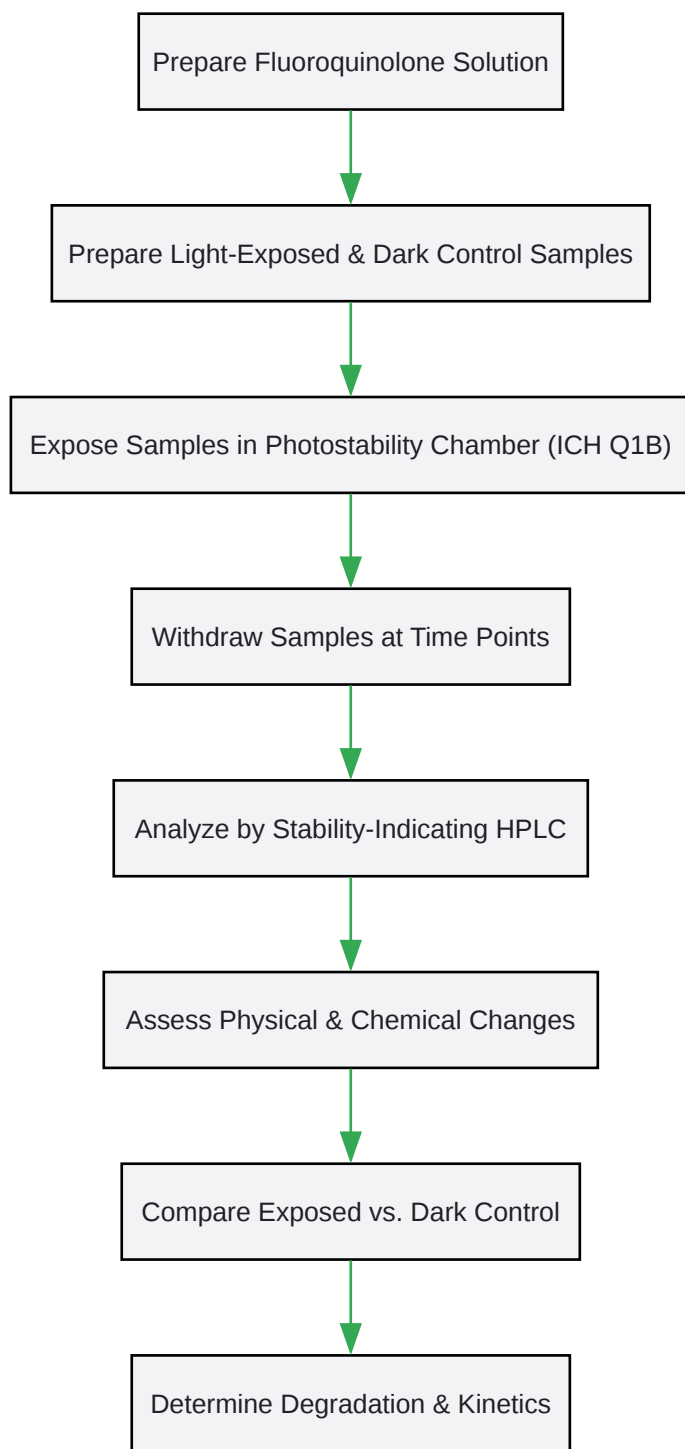 Prepare Fluoroquinolone Solution
Prepare Light-Exposed & Dark Control Samples
Expose Samples in Photostability Chamber (ICH Q1B)
Withdraw Samples at Time Points
Analyze by Stability-Indicating HPLC
Assess Physical & Chemical Changes
Compare Exposed vs. Dark Control
Determine Degradation & Kinetics